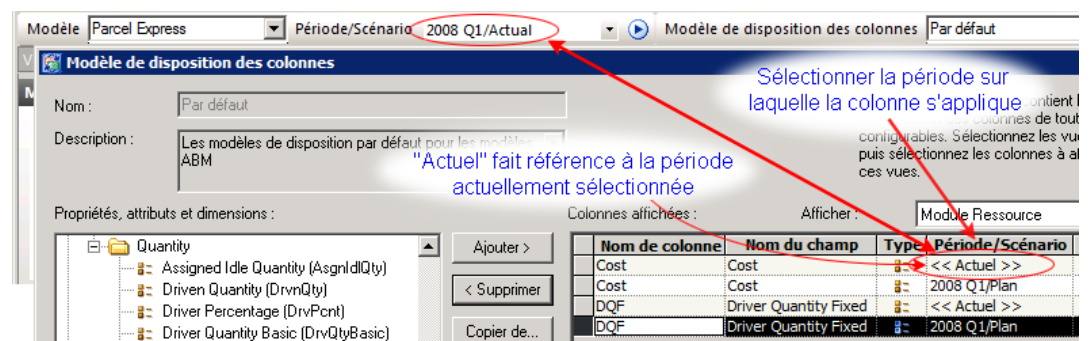 Modèle Parcel Express Période/Scénario 2008 Q1/Actual Modèle de disposition des colonnes Par défaut
Modèle de disposition des colonnes
Sélectionner la période sur
laquelle la colonne s'applique
Nom : Par défaut
Description : Les modèles de disposition par défaut pour les modèles
ABM
configurables. Sélectionnez les vue
puis sélectionnez les colonnes à a
ces vues.
"Actuel" fait référence à la période
actuellement sélectionnée
Propriétés, attributs et dimensions : Colonnes affichées : Afficher : Module Ressource
Quantity
Assigned Idle Quantity (AsgnIdlQty)
Driven Quantity (DrvnQty)
Driver Percentage (DrvPcnt)
Driver Quantity Basic (DrvQtyBasic)
Ajouter >
< Supprimer
Copier de...
Nom de colonne Nom du champ Type Période/Scénario
Cost Cost << Actuel >>
Cost Cost 2008 Q1/Plan
DQF Driver Quantity Fixed << Actuel >>
DQF Driver Quantity Fixed 2008 Q1/Plan